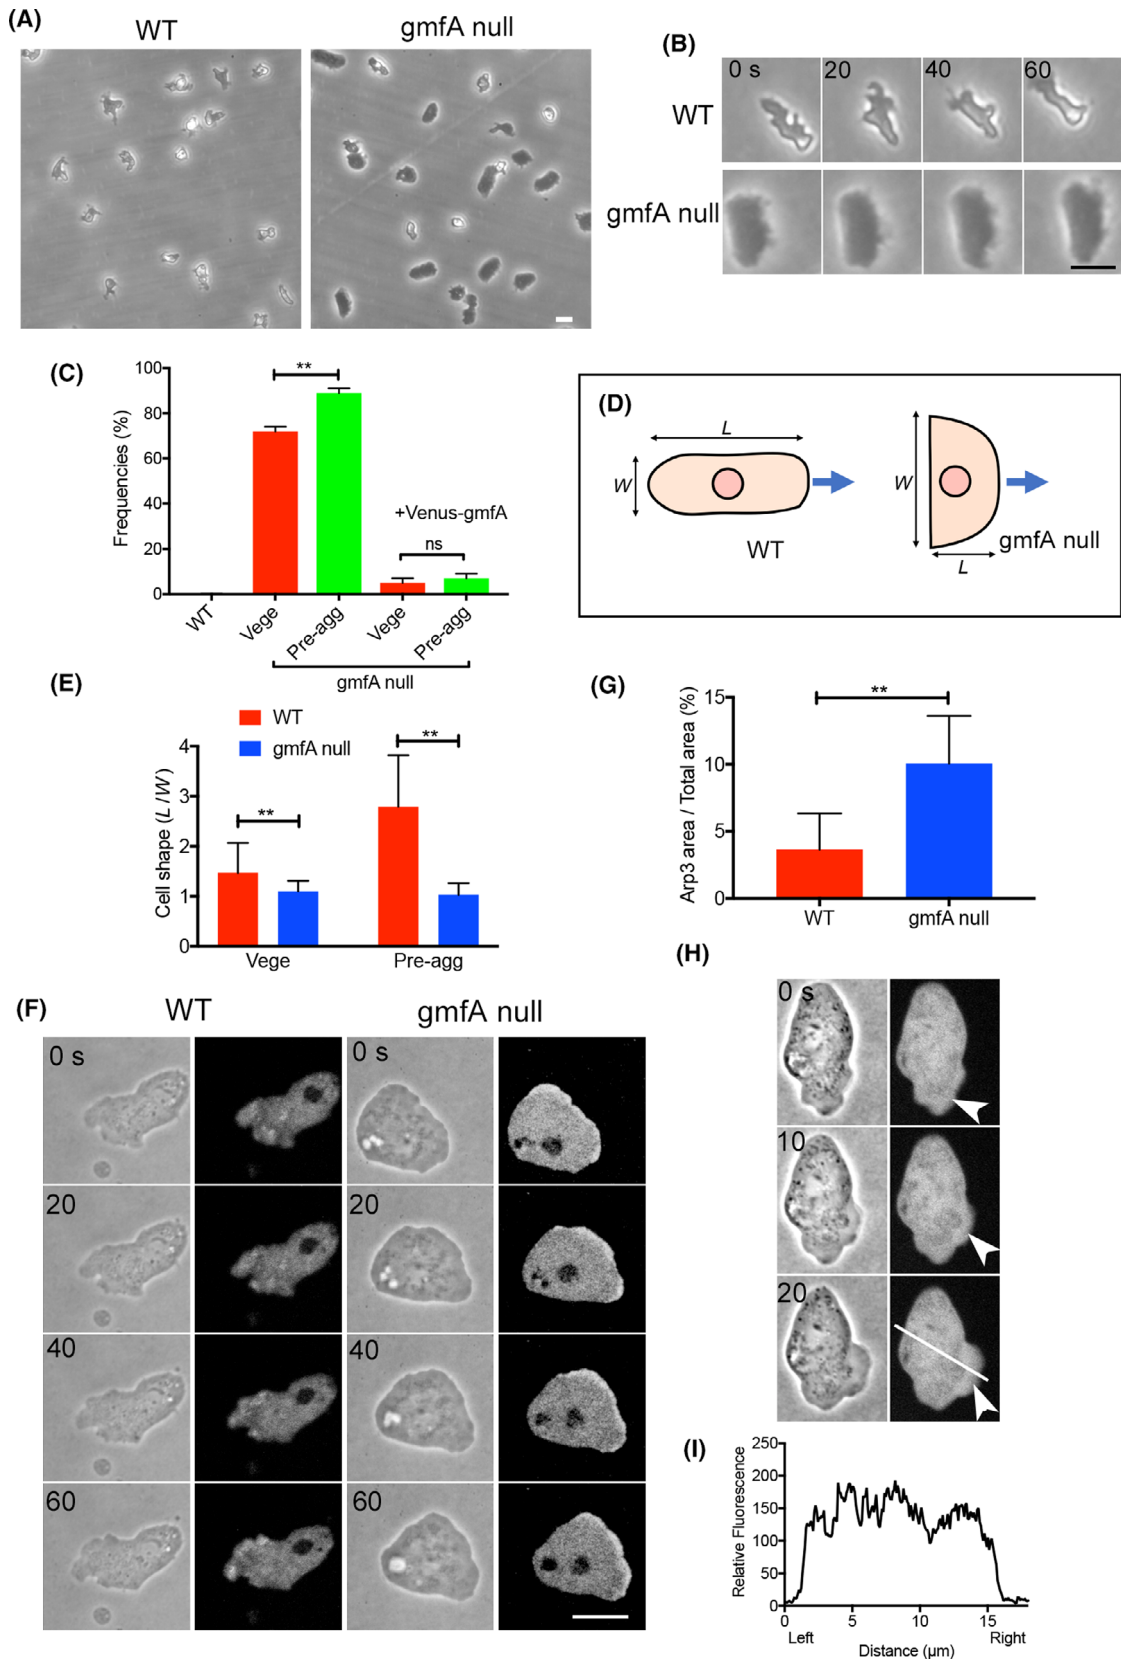 (A)
WT
gmfA null
(B)
0 s
20
40
60
WT
gmfA null
(C)
Frequencies (%)
100
80
60
40
20
0
**
+Venus-gmfA
ns
WT
Vege
Pre-agg
Vege
Pre-agg
gmfA null
(D)
L
W
WT
W
L
gmfA null
(E)
WT
gmfA null
Cell shape (L / W)
4
3
2
1
0
**
**
Vege
Pre-agg
(G)
Arp3 area / Total area (%)
15
10
5
0
**
WT
gmfA null
(F)
WT
gmfA null
0 s
0 s
20
20
40
40
60
60
(H)
0 s
10
20
(I)
Relative Fluorescence
250
200
150
100
50
0
0
5
10
15
Left
Right
Distance (µm)